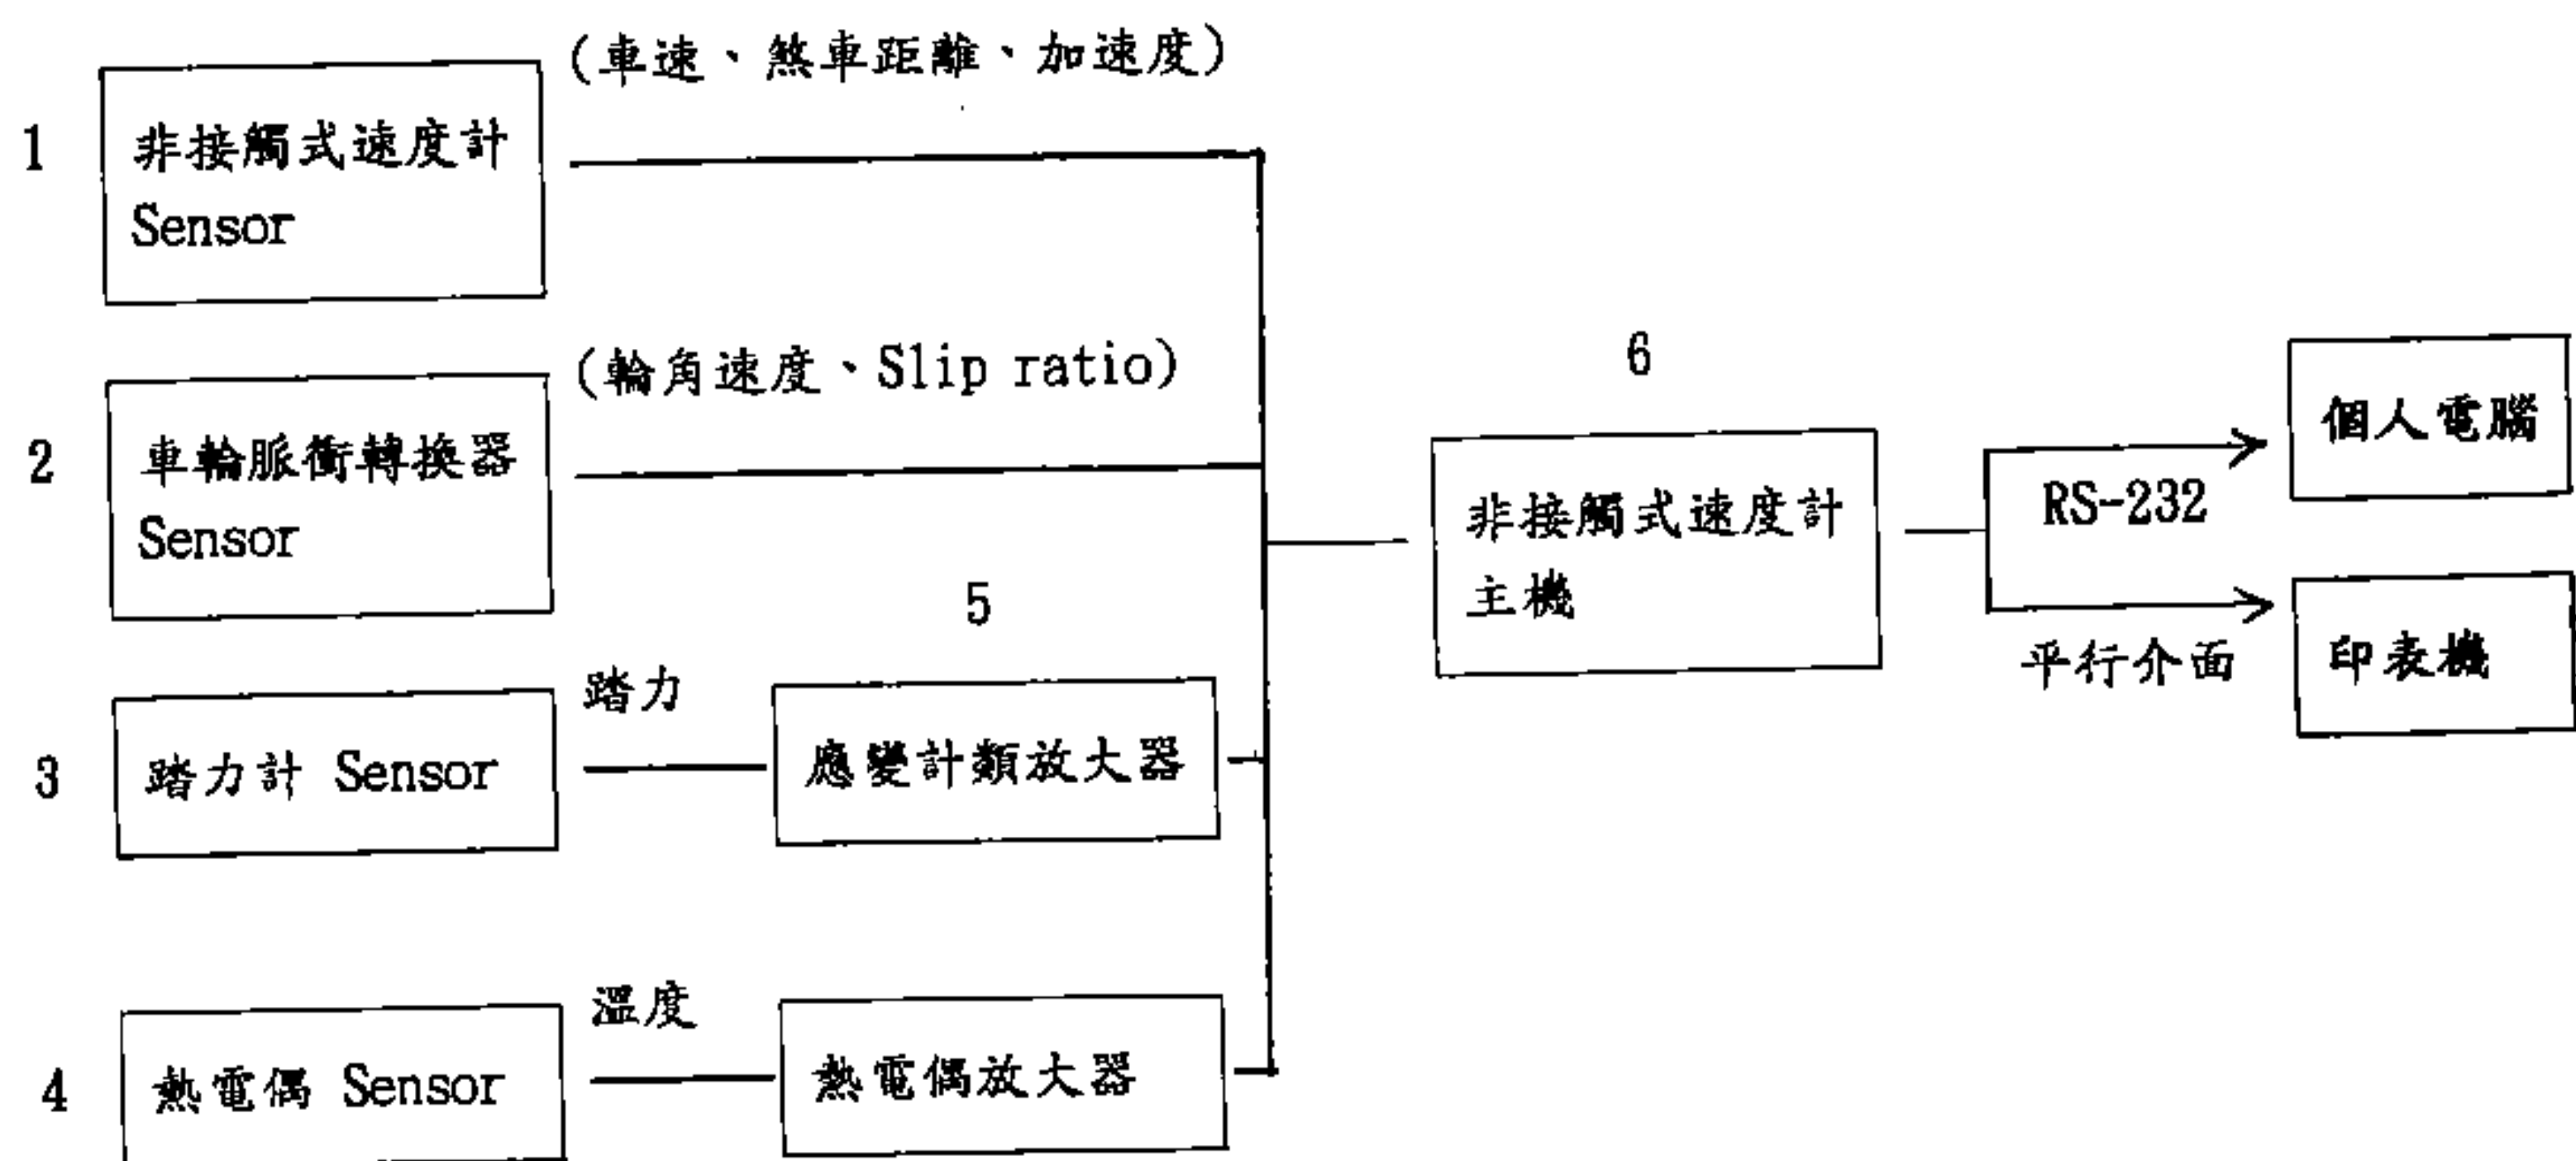 (車速、煞車距離、加速度)
1
非接觸式速度計
Sensor
(輪角速度、Slip ratio)
2
車輪脈衝轉換器
Sensor
5
3
踏力計 Sensor
踏力
應變計類放大器
4
熱電偶 Sensor
溫度
熱電偶放大器
6
非接觸式速度計
主機
RS-232
個人電腦
平行介面
印表機